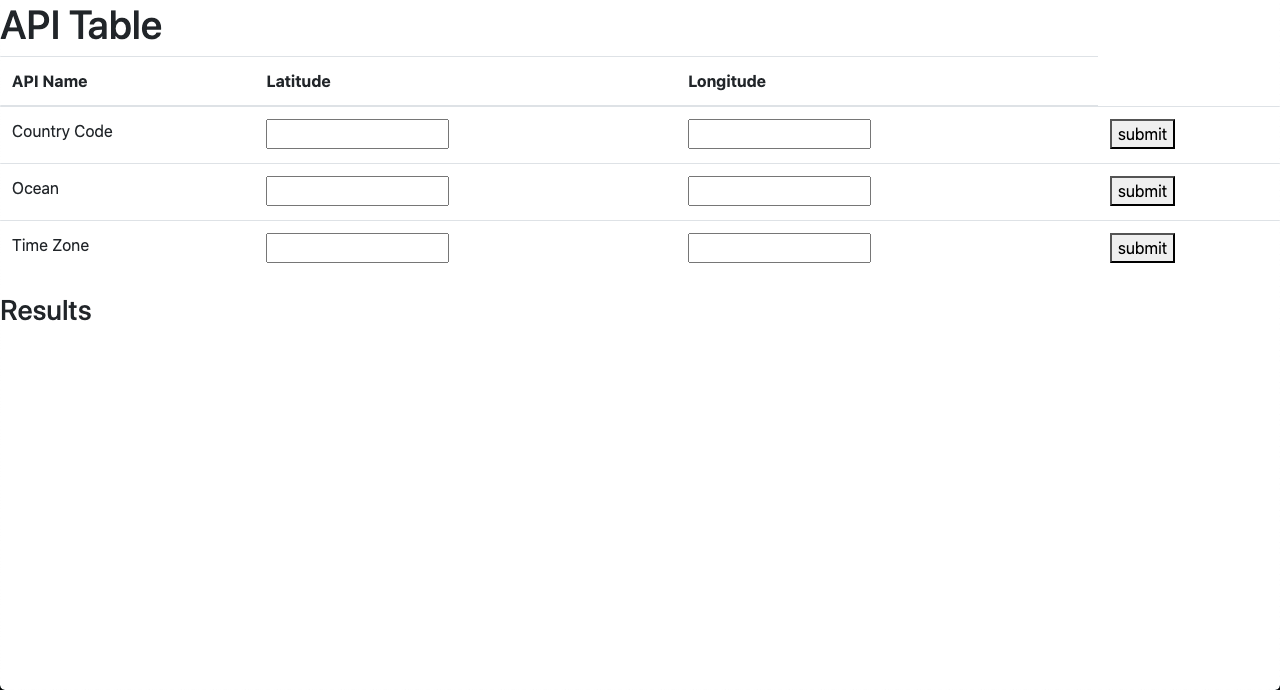 API Table
API Name Latitude Longitude
Country Code submit
Ocean submit
Time Zone submit
Results